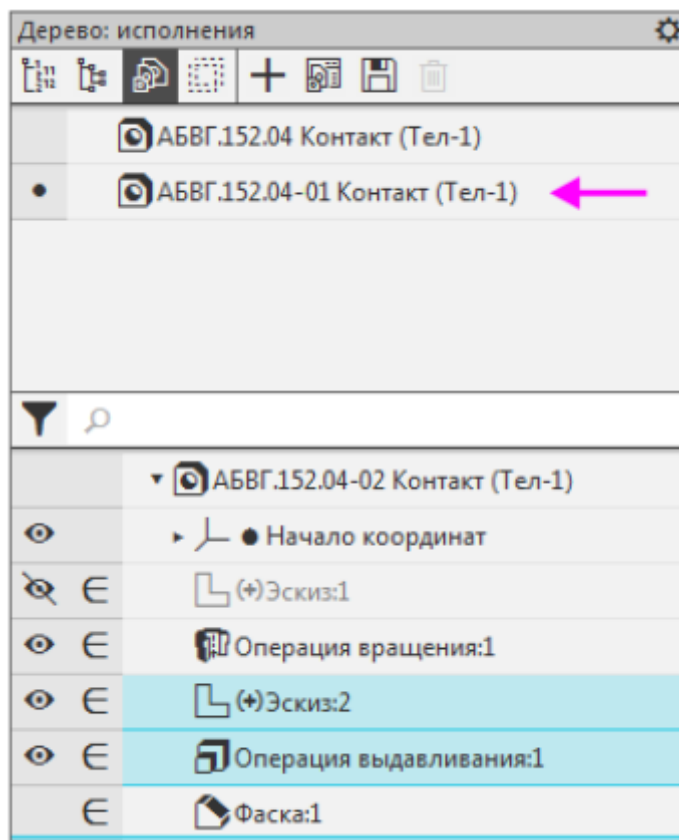 Дерево: исполнения
АБВГ.152.04 Контакт (Тел-1)
АБВГ.152.04-01 Контакт (Тел-1)
АБВГ.152.04-02 Контакт (Тел-1)
Начало координат
(+)Эскиз:1
Операция вращения:1
(+)Эскиз:2
Операция выдавливания:1
Фаска:1